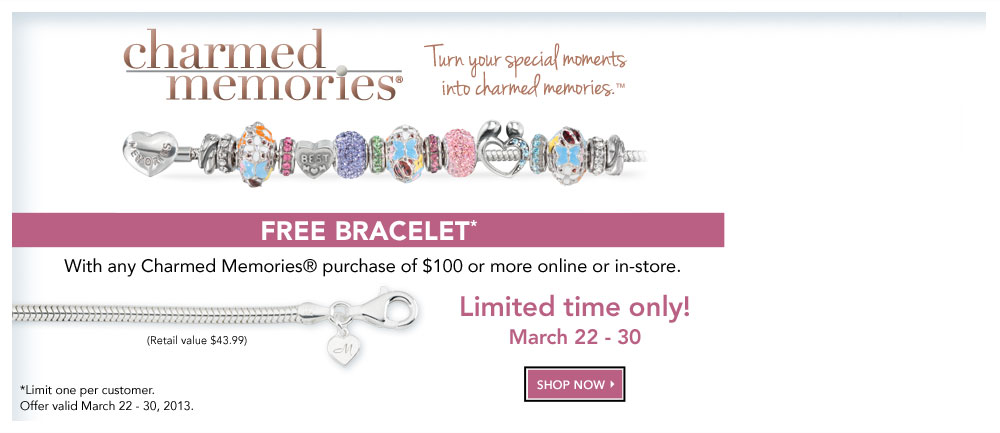 charmed
memories®
Turn your special moments
into charmed memories.™
MEMORIES
BEST
FREE BRACELET*
With any Charmed Memories® purchase of $100 or more online or in-store.
Limited time only!
March 22 - 30
(Retail value $43.99)
M
SHOP NOW
*Limit one per customer.
Offer valid March 22 - 30, 2013.